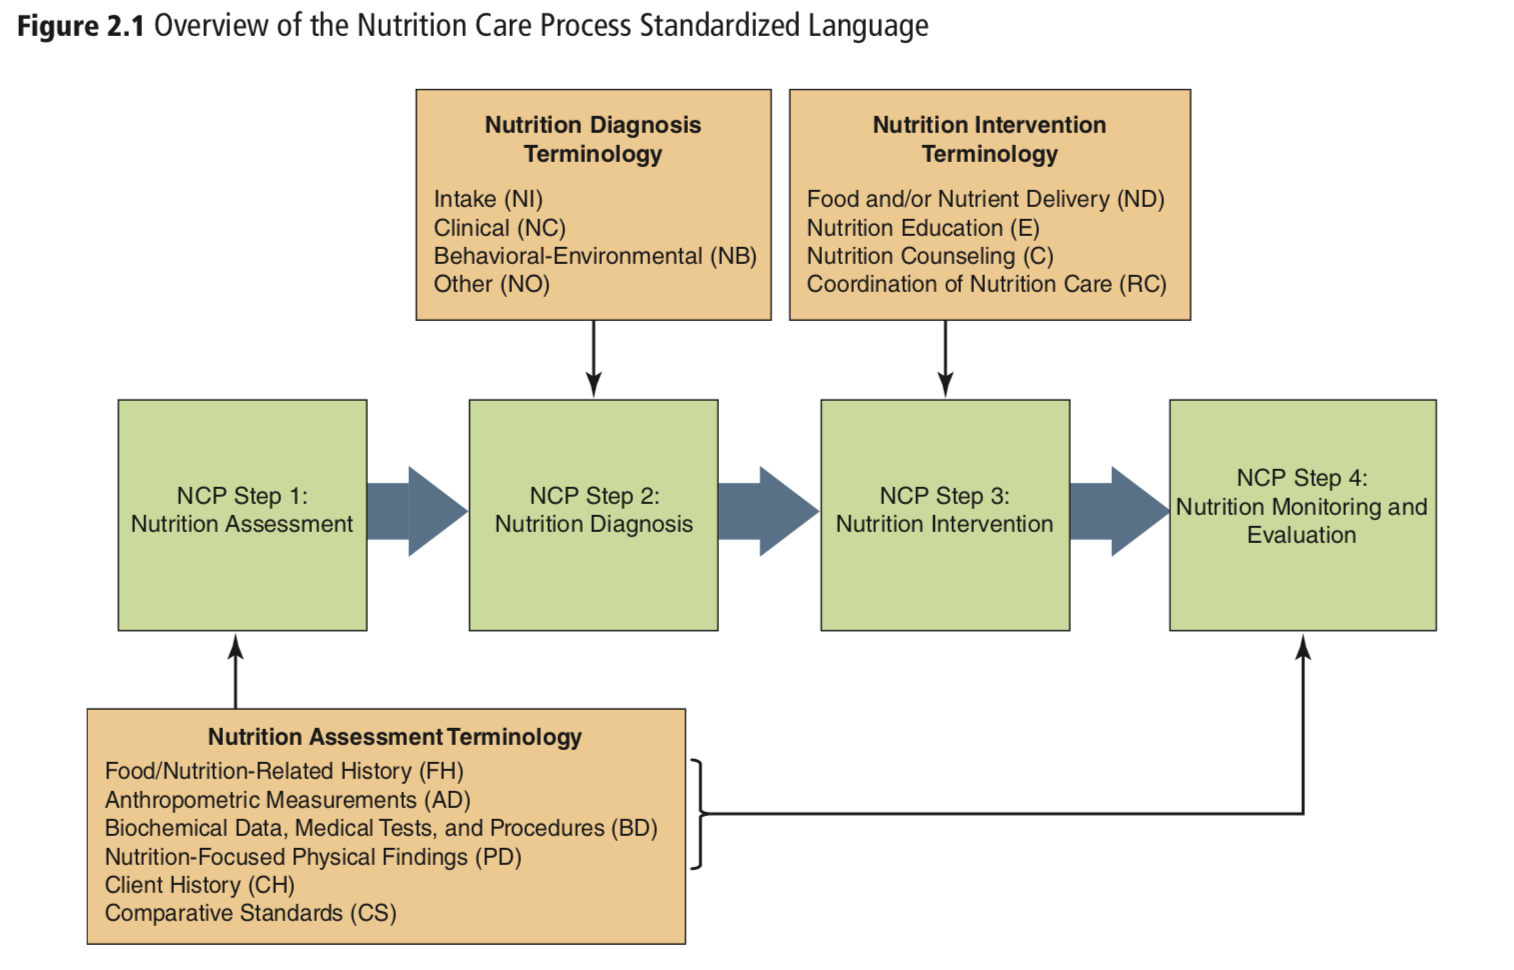 Figure 2.1 Overview of the Nutrition Care Process Standardized Language
Nutrition Diagnosis
Terminology
Intake (NI)
Clinical (NC)
Behavioral-Environmental (NB)
Other (NO)
Nutrition Intervention
Terminology
Food and/or Nutrient Delivery (ND)
Nutrition Education (E)
Nutrition Counseling (C)
Coordination of Nutrition Care (RC)
NCP Step 1:
Nutrition Assessment
NCP Step 2:
Nutrition Diagnosis
NCP Step 3:
Nutrition Intervention
NCP Step 4:
Nutrition Monitoring and
Evaluation
Nutrition Assessment Terminology
Food/Nutrition-Related History (FH)
Anthropometric Measurements (AD)
Biochemical Data, Medical Tests, and Procedures (BD)
Nutrition-Focused Physical Findings (PD)
Client History (CH)
Comparative Standards (CS)